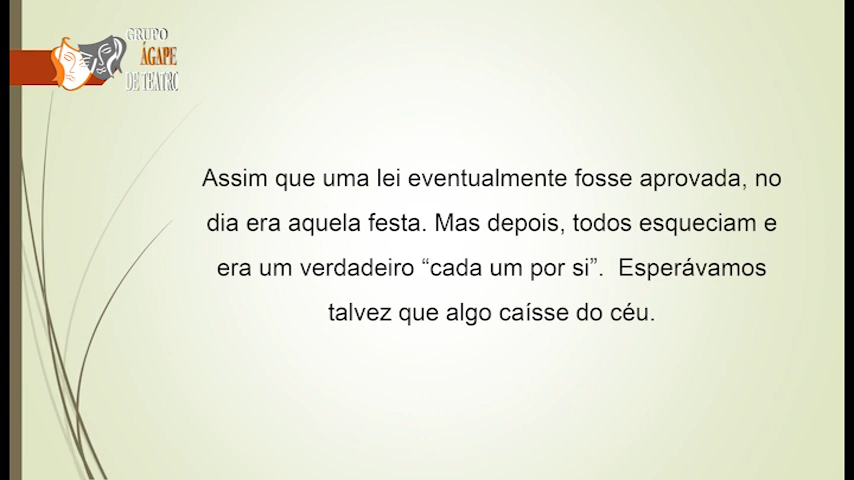 GRUPO
ÁGAPE
DE TEATRO
Assim que uma lei eventualmente fosse aprovada, no
dia era aquela festa. Mas depois, todos esqueciam e
era um verdadeiro “cada um por si”.  Esperávamos
talvez que algo caísse do céu.